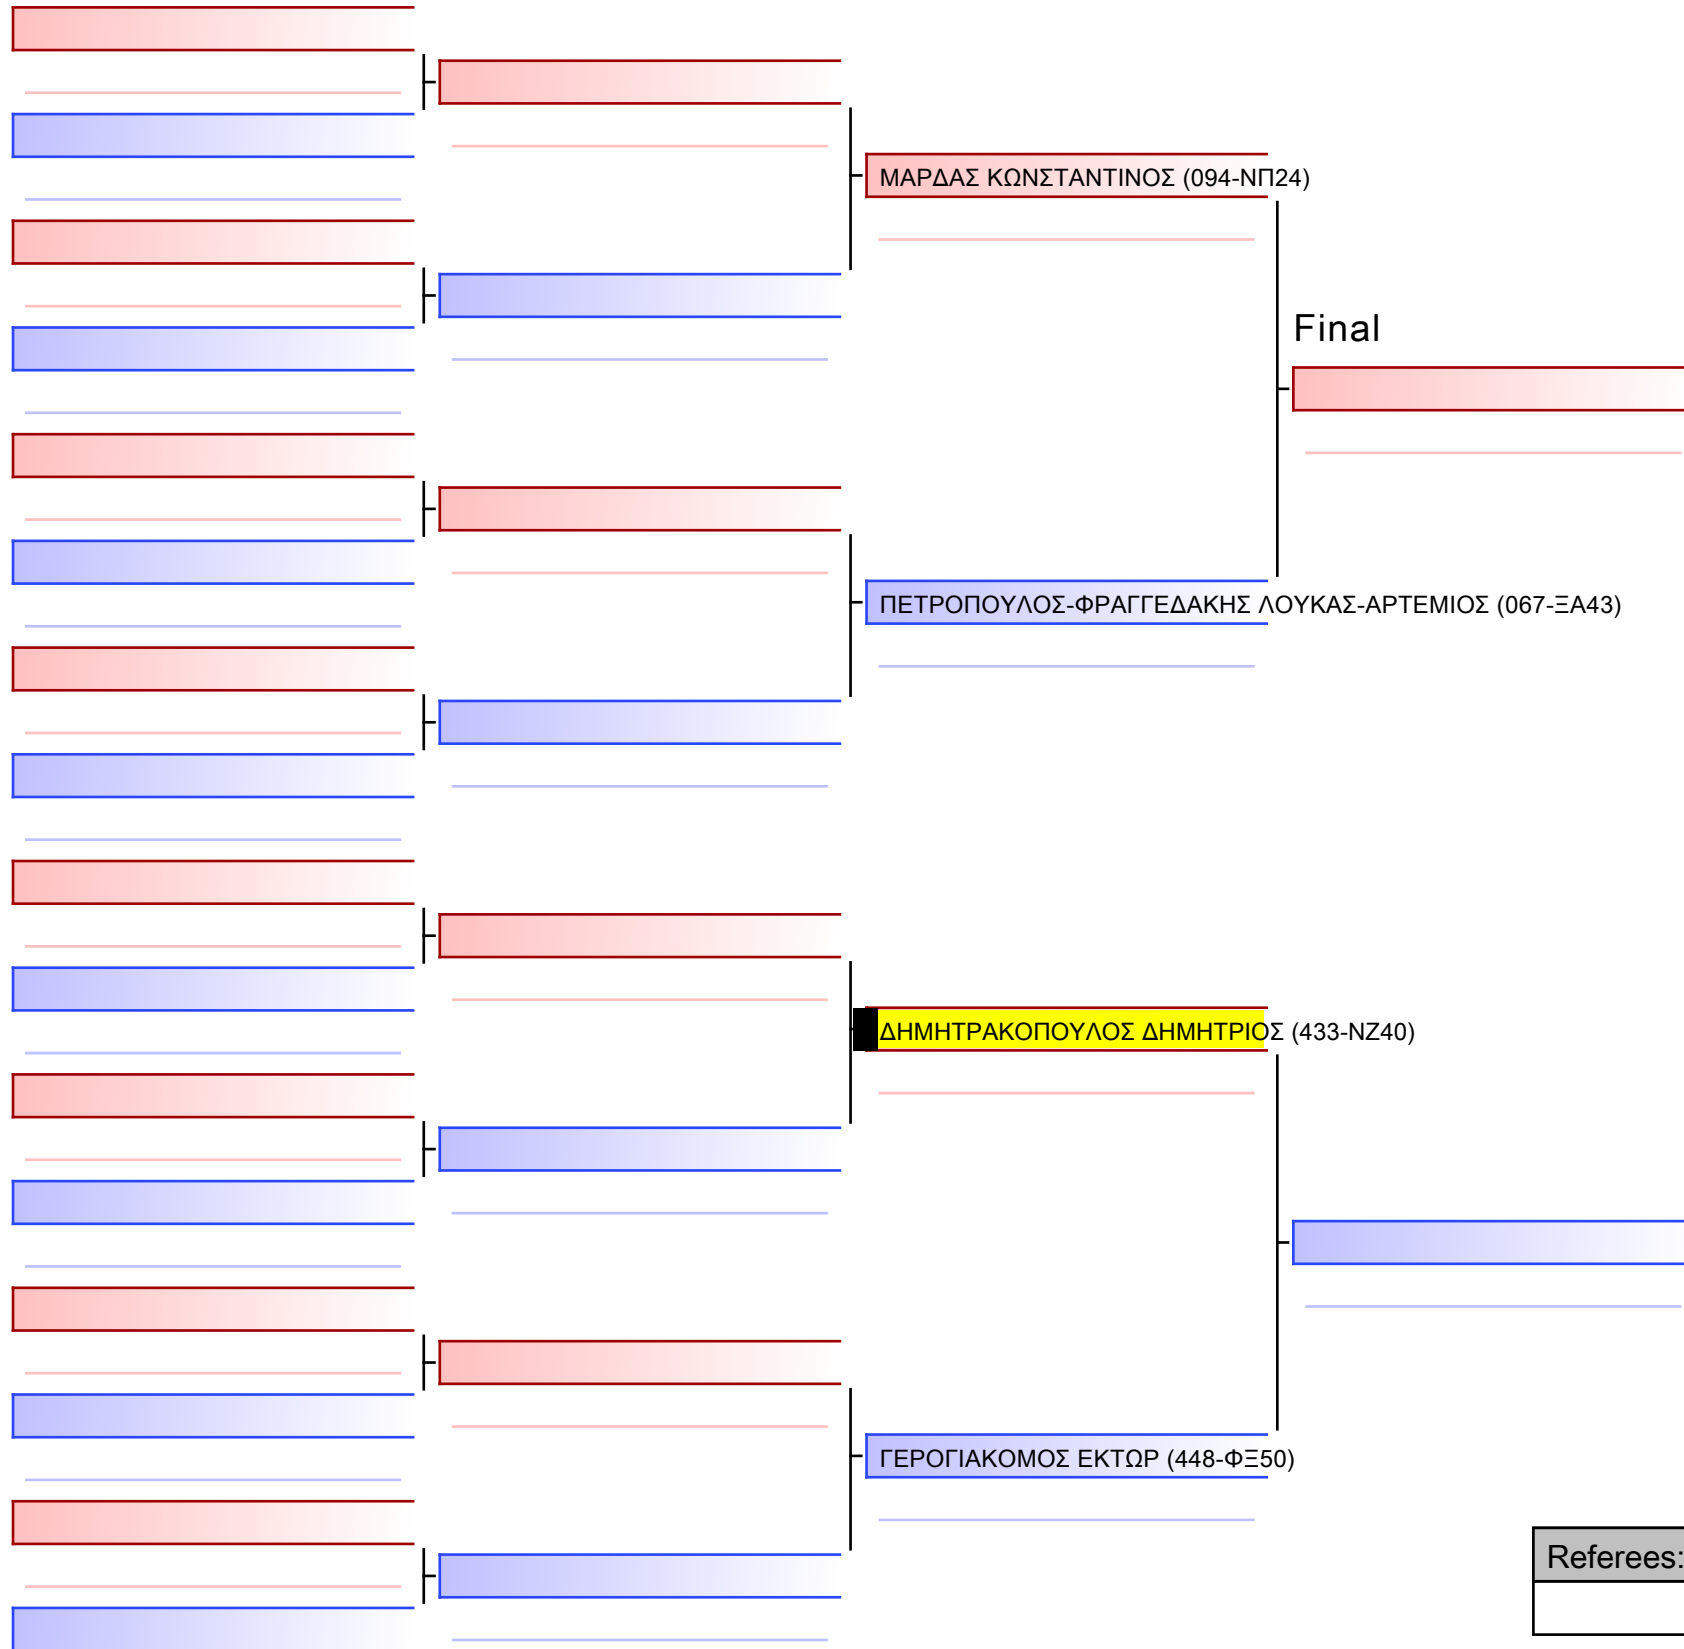 ΜΑΡΔΑΣ ΚΩΝΣΤΑΝΤΙΝΟΣ (094-ΝΠ24)
Final
ΠΕΤΡΟΠΟΥΛΟΣ-ΦΡΑΓΓΕΔΑΚΗΣ ΛΟΥΚΑΣ-ΑΡΤΕΜΙΟΣ (067-ΞΑ43)
ΔΗΜΗΤΡΑΚΟΠΟΥΛΟΣ ΔΗΜΗΤΡΙΟΣ (433-ΝΖ40)
ΓΕΡΟΓΙΑΚΟΜΟΣ ΕΚΤΩΡ (448-ΦΞ50)
Referees: